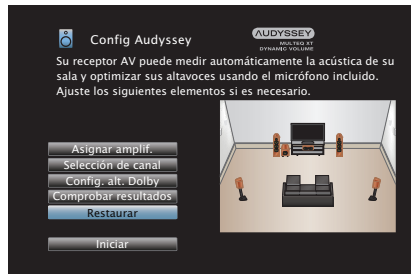 Config Audyssey
AUDYSSEY
MULTEQ XT
DYNAMIC VOLUME
Su receptor AV puede medir automáticamente la acústica de su
sala y optimizar sus altavoces usando el micrófono incluido.
Ajuste los siguientes elementos si es necesario.
Asignar amplif.
Selección de canal
Config. alt. Dolby
Comprobar resultados
Restaurar
Iniciar